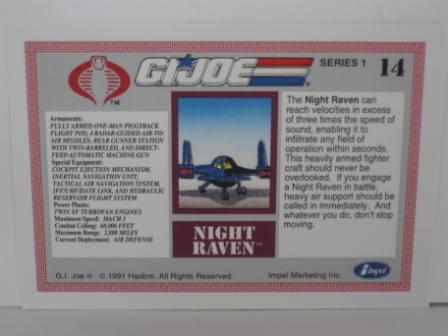 G.I.JOE
SERIES 1
14
TM
Armaments:
FULLY ARMED ONE-MAN PIGGYBACK
FLIGHT POD, 4 RADAR-GUIDED AIR-TO-
AIR MISSILES, REAR GUNNER STATION
WITH TWIN-BARRELED, AND DIRECT-
FEED AUTOMATIC MACHINE GUN
Special Equipment:
COCKPIT EJECTION MECHANISM,
INERTIAL NAVIGATION UNIT,
TACTICAL AIR NAVIGATION SYSTEM,
IFF/UHF/DATE LINK, AND HYDRAULIC
RESERVOIR FLIGHT SYSTEM
Power Plants:
TWIN SF TURBOFAN ENGINES
Maximum Speed: MACH 3
Combat Ceiling: 60,000 FEET
Maximum Range: 2,800 MILES
Current Deployment: AIR DEFENSE
NIGHT
RAVEN™
The Night Raven can
reach velocities in excess
of three times the speed of
sound, enabling it to
infiltrate any field of
operation within seconds.
This heavily armed fighter
craft should never be
overlooked. If you engage
a Night Raven in battle,
heavy air support should be
called in immediately. And
whatever you do, don't stop
moving.
G.I. Joe ® © 1991 Hasbro. All Rights Reserved.
Impel Marketing Inc.
impel